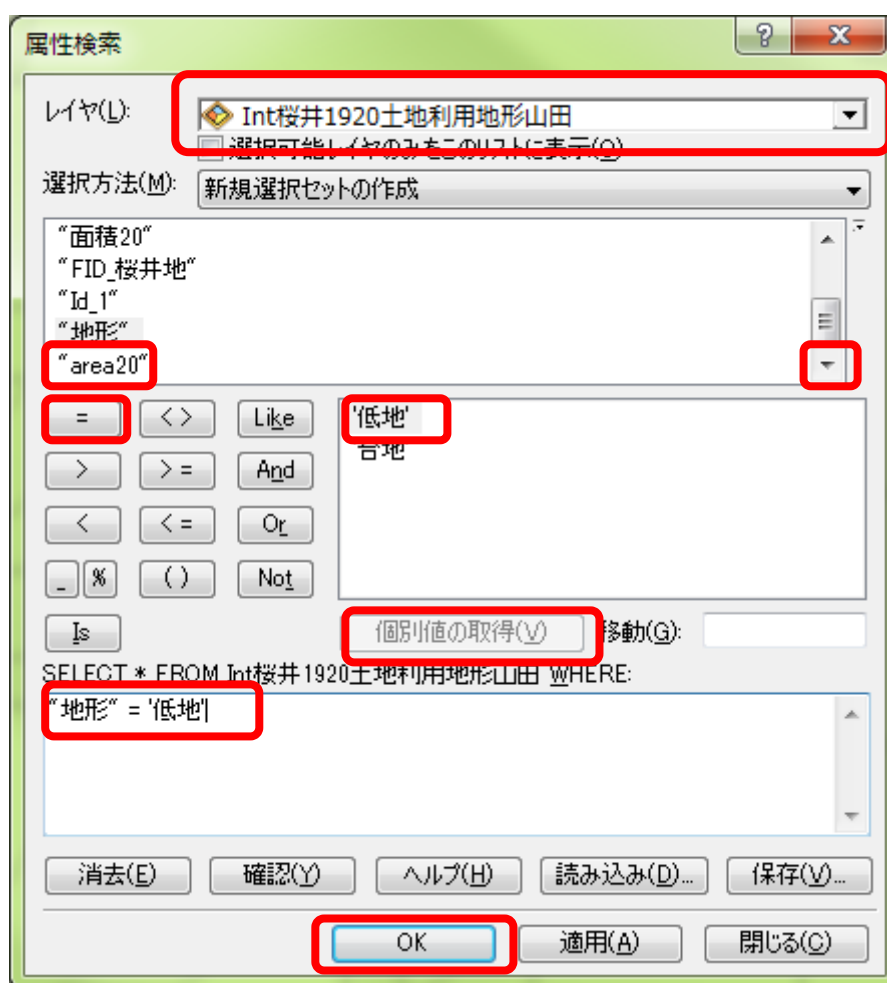 属性検索
?
x
レイヤ(L):
Int桜井1920土地利用地形山田
選択可能レイヤのみをこのリストに表示(O)
選択方法(M):
新規選択セットの作成
"面積20"
"FID_桜井地"
"Id_1"
"地形"
"area20"
= <> Like
> >= And
< <= Or
_ % () Not
Is
'低地'
台地
個別値の取得(V)
移動(G):
SELECT * FROM Int桜井1920土地利用地形山田 WHERE:
"地形" = '低地'
消去(E) 確認(Y) ヘルプ(H) 読み込み(D)... 保存(V)...
OK 適用(A) 閉じる(C)